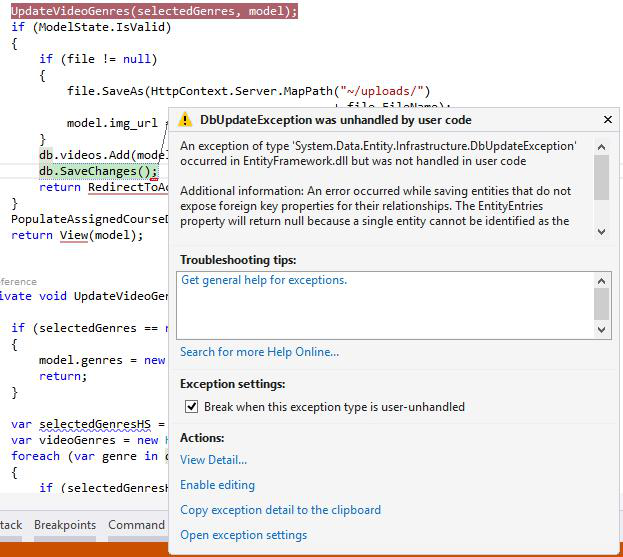 UpdateVideoGenres(selectedGenres, model);
if (ModelState.IsValid)
{
if (file != null)
{
file.SaveAs(HttpContext.Server.MapPath("~/uploads/")
+ file.FileName);
model.img_url =
}
db.videos.Add(mode
db.SaveChanges();
return RedirectToAc
}
PopulateAssignedCourseD
return View(model);
eference
ivate void UpdateVideoGen
if (selectedGenres == n
{
model.genres = new
return;
}
var selectedGenresHS =
var videoGenres = new H
foreach (var genre in d
{
if (selectedGenresH
DbUpdateException was unhandled by user code
An exception of type 'System.Data.Entity.Infrastructure.DbUpdateException'
occurred in EntityFramework.dll but was not handled in user code
Additional information: An error occurred while saving entities that do not
expose foreign key properties for their relationships. The EntityEntries
property will return null because a single entity cannot be identified as the
Troubleshooting tips:
Get general help for exceptions.
Search for more Help Online...
Exception settings:
Break when this exception type is user-unhandled
Actions:
View Detail...
Enable editing
Copy exception detail to the clipboard
Open exception settings
tack Breakpoints Command